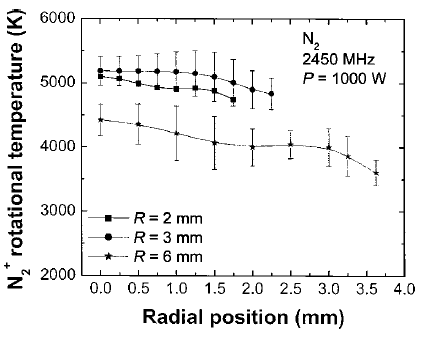 6000
5000
4000
3000
2000
N₂⁺ rotational temperature (K)
N₂
2450 MHz
P = 1000 W
R = 2 mm
R = 3 mm
R = 6 mm
0.0 0.5 1.0 1.5 2.0 2.5 3.0 3.5 4.0
Radial position (mm)